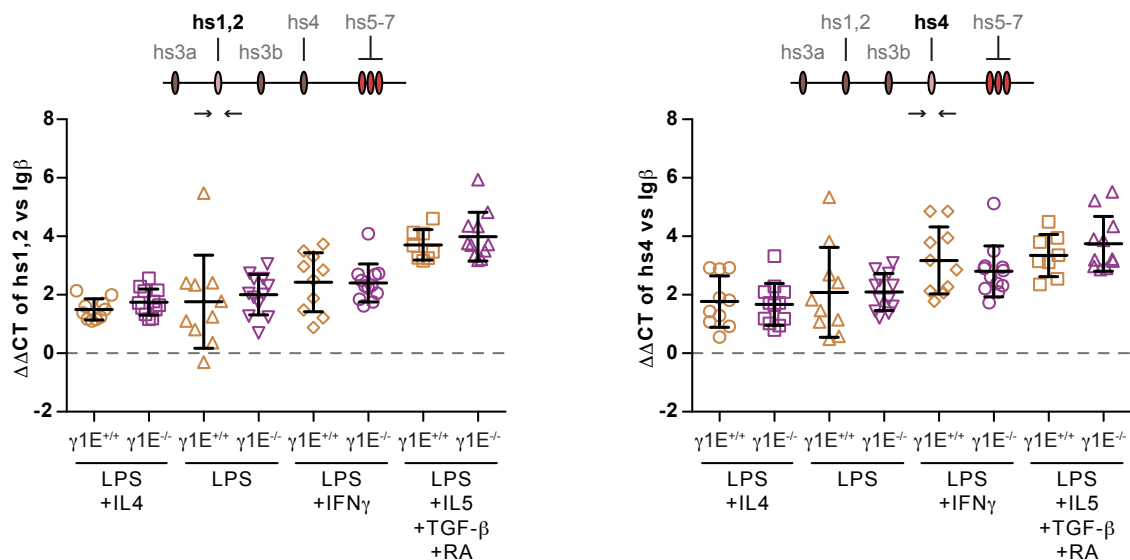 hs1,2 hs4 hs5-7
hs3a hs3b
8
6
4
2
0
-2
ΔΔCT of hs1,2 vs Igβ
γ1E+/+ γ1E-/- γ1E+/+ γ1E-/- γ1E+/+ γ1E-/- γ1E+/+ γ1E-/-
LPS LPS LPS LPS
+IL4 +IFNγ +IL5
+TGF-β
+RA
hs1,2 hs4 hs5-7
hs3a hs3b
8
6
4
2
0
-2
ΔΔCT of hs4 vs Igβ
γ1E+/+ γ1E-/- γ1E+/+ γ1E-/- γ1E+/+ γ1E-/- γ1E+/+ γ1E-/-
LPS LPS LPS LPS
+IL4 +IFNγ +IL5
+TGF-β
+RA